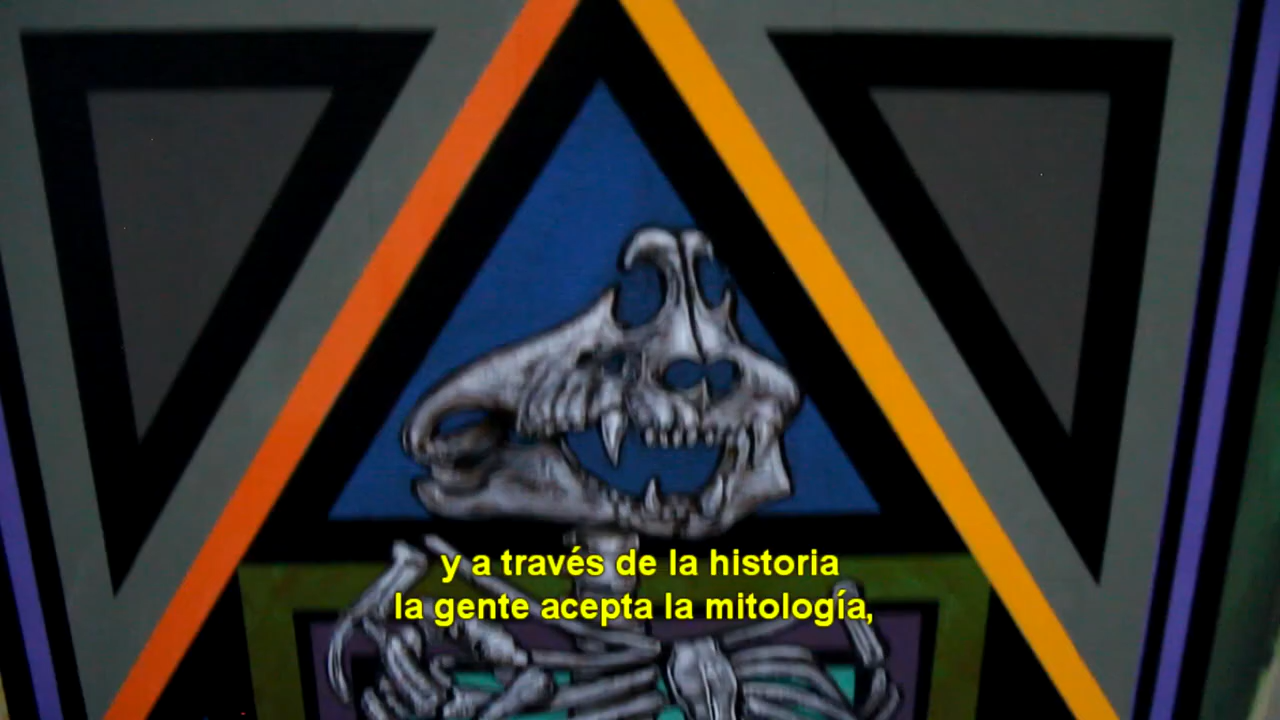 y a través de la historia
la gente acepta la mitología,